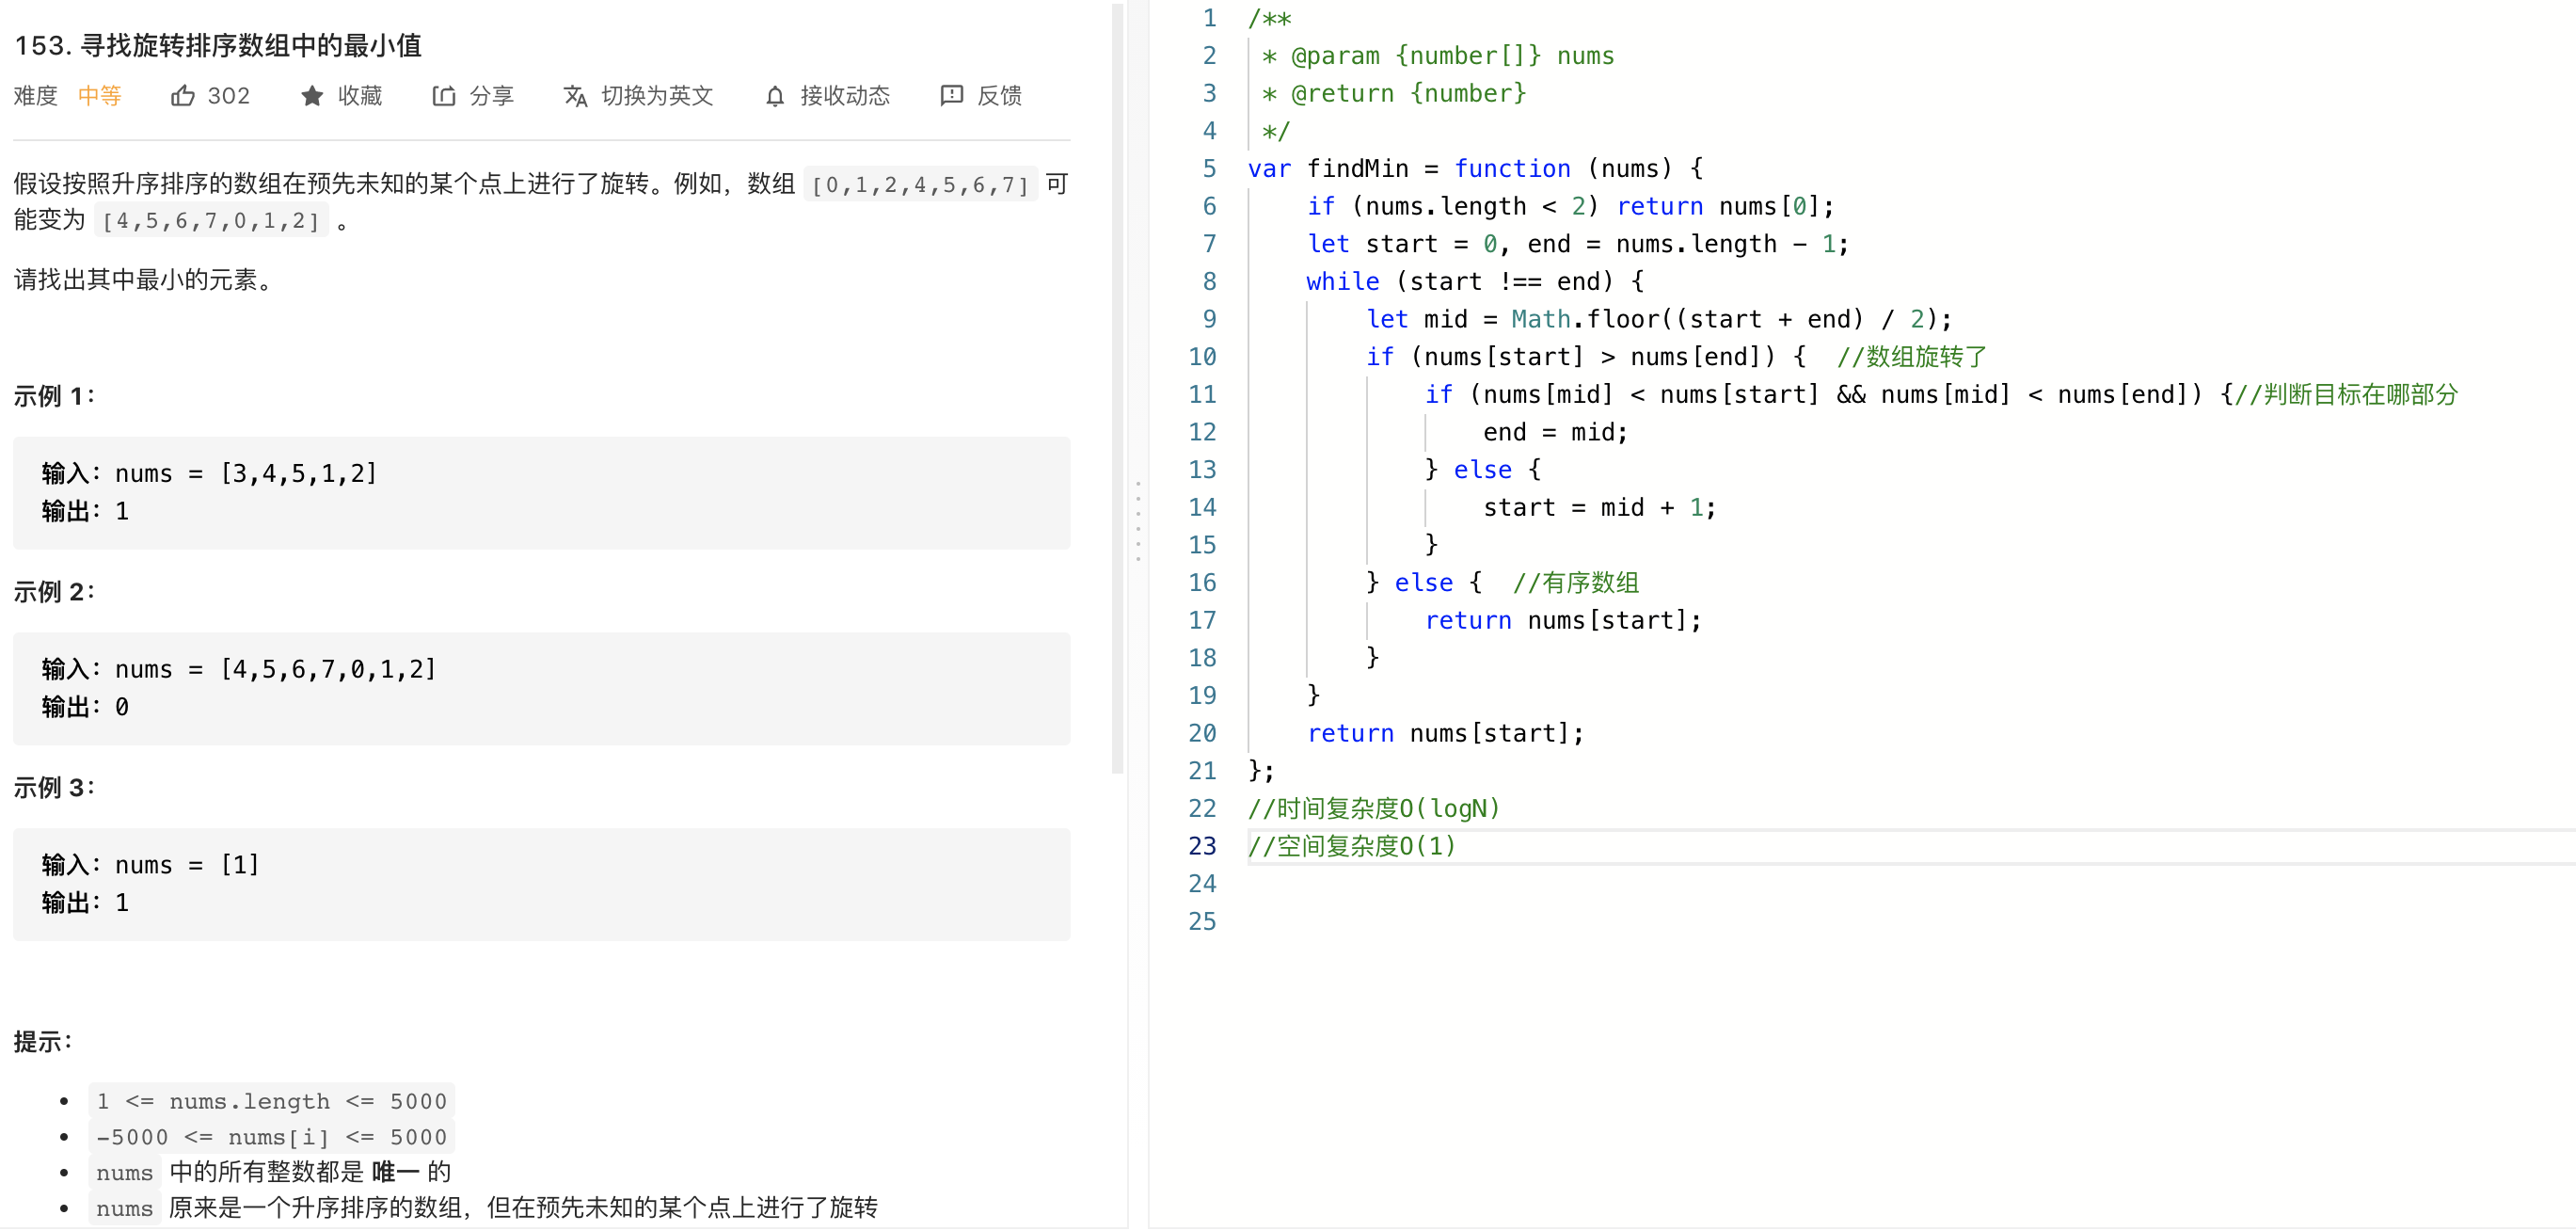 153. 寻找旋转排序数组中的最小值
难度 中等 302 收藏 分享 切换为英文 接收动态 反馈
假设按照升序排序的数组在预先未知的某个点上进行了旋转。例如，数组 [0,1,2,4,5,6,7] 可
能变为 [4,5,6,7,0,1,2] 。
请找出其中最小的元素。
示例 1：
输入：nums = [3,4,5,1,2]
输出：1
示例 2：
输入：nums = [4,5,6,7,0,1,2]
输出：0
示例 3：
输入：nums = [1]
输出：1
提示：
• 1 <= nums.length <= 5000
• -5000 <= nums[i] <= 5000
• nums 中的所有整数都是 唯一 的
• nums 原来是一个升序排序的数组，但在预先未知的某个点上进行了旋转
1 /**
2  * @param {number[]} nums
3  * @return {number}
4  */
5 var findMin = function (nums) {
6     if (nums.length < 2) return nums[0];
7     let start = 0, end = nums.length - 1;
8     while (start !== end) {
9         let mid = Math.floor((start + end) / 2);
10         if (nums[start] > nums[end]) {  //数组旋转了
11             if (nums[mid] < nums[start] && nums[mid] < nums[end]) {//判断目标在哪部分
12                 end = mid;
13             } else {
14                 start = mid + 1;
15             }
16         } else {  //有序数组
17             return nums[start];
18         }
19     }
20     return nums[start];
21 };
22 //时间复杂度O(logN)
23 //空间复杂度O(1)
24
25